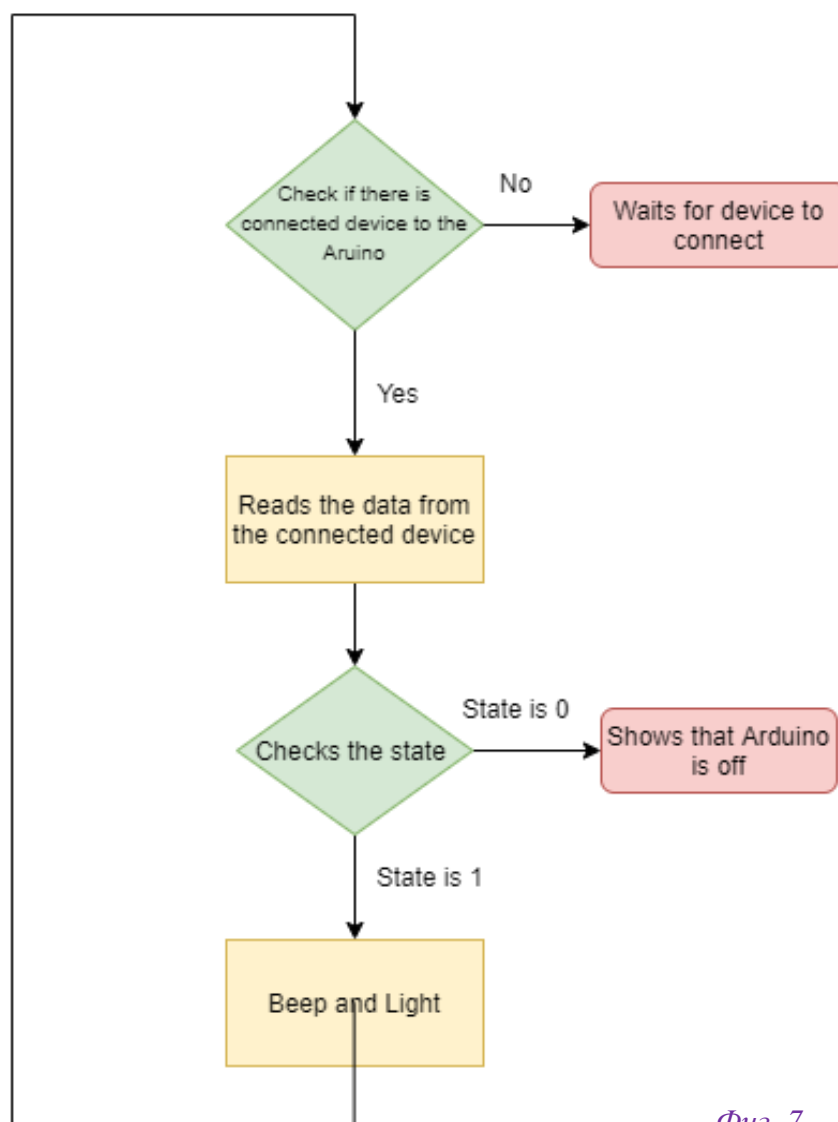 Check if there is
connected device to the
Aruino
No
Waits for device to
connect
Yes
Reads the data from
the connected device
Checks the state
State is 0
Shows that Arduino
is off
State is 1
Beep and Light
Фиг. 7